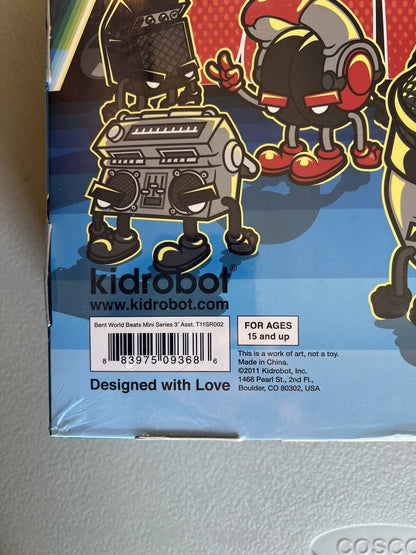 kidrobot®
www.kidrobot.com
Bent World Beats Mini Series 3" Asst. T11SR002
8 83975 09368 6
FOR AGES
15 and up
This is a work of art, not a toy.
Made in China.
©2011 Kidrobot, Inc.
1468 Pearl St., 2nd Fl.,
Boulder, CO 80302, USA
Designed with Love
COSCO